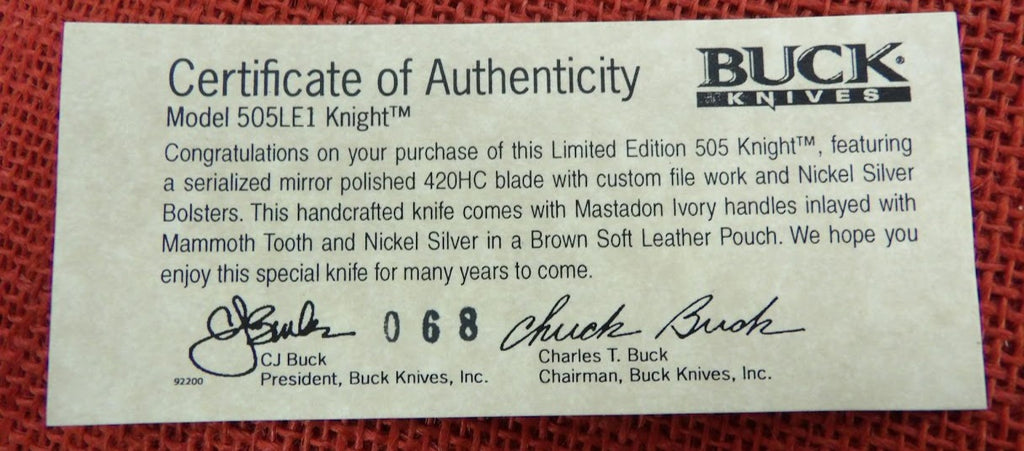 Certificate of Authenticity
BUCK®
KNIVES
Model 505LE1 Knight™
Congratulations on your purchase of this Limited Edition 505 Knight™, featuring
a serialized mirror polished 420HC blade with custom file work and Nickel Silver
Bolsters. This handcrafted knife comes with Mastadon Ivory handles inlayed with
Mammoth Tooth and Nickel Silver in a Brown Soft Leather Pouch. We hope you
enjoy this special knife for many years to come.
CJ Buck 068 Chuck Buck
CJ Buck Charles T. Buck
92200 President, Buck Knives, Inc. Chairman, Buck Knives, Inc.